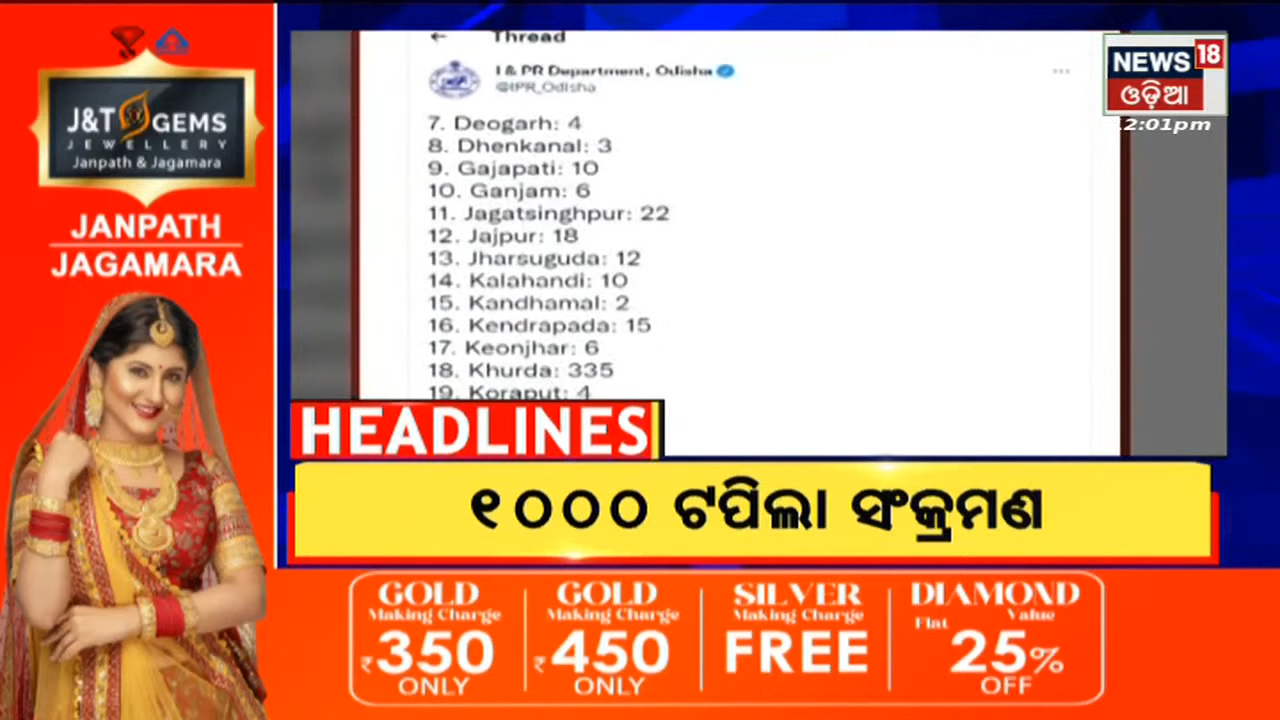 J&T GEMS
JEWELLERY
Janpath & Jagamara
JANPATH
JAGAMARA
Thread
I & PR Department, Odisha
@IPR_Odisha
7. Deogarh: 4
8. Dhenkanal: 3
9. Gajapati: 10
10. Ganjam: 6
11. Jagatsinghpur: 22
12. Jajpur: 18
13. Jharsuguda: 12
14. Kalahandi: 10
15. Kandhamal: 2
16. Kendrapada: 15
17. Keonjhar: 6
18. Khurda: 335
19. Koraput: 4
NEWS 18
ଓଡ଼ିଆ
12:01pm
HEADLINES
୧୦୦୦ ଟପିଲା ସଂକ୍ରମଣ
GOLD
Making Charge
₹350
ONLY
GOLD
Making Charge
₹450
ONLY
SILVER
Making Charge
FREE
DIAMOND
Flat Value
25%
OFF